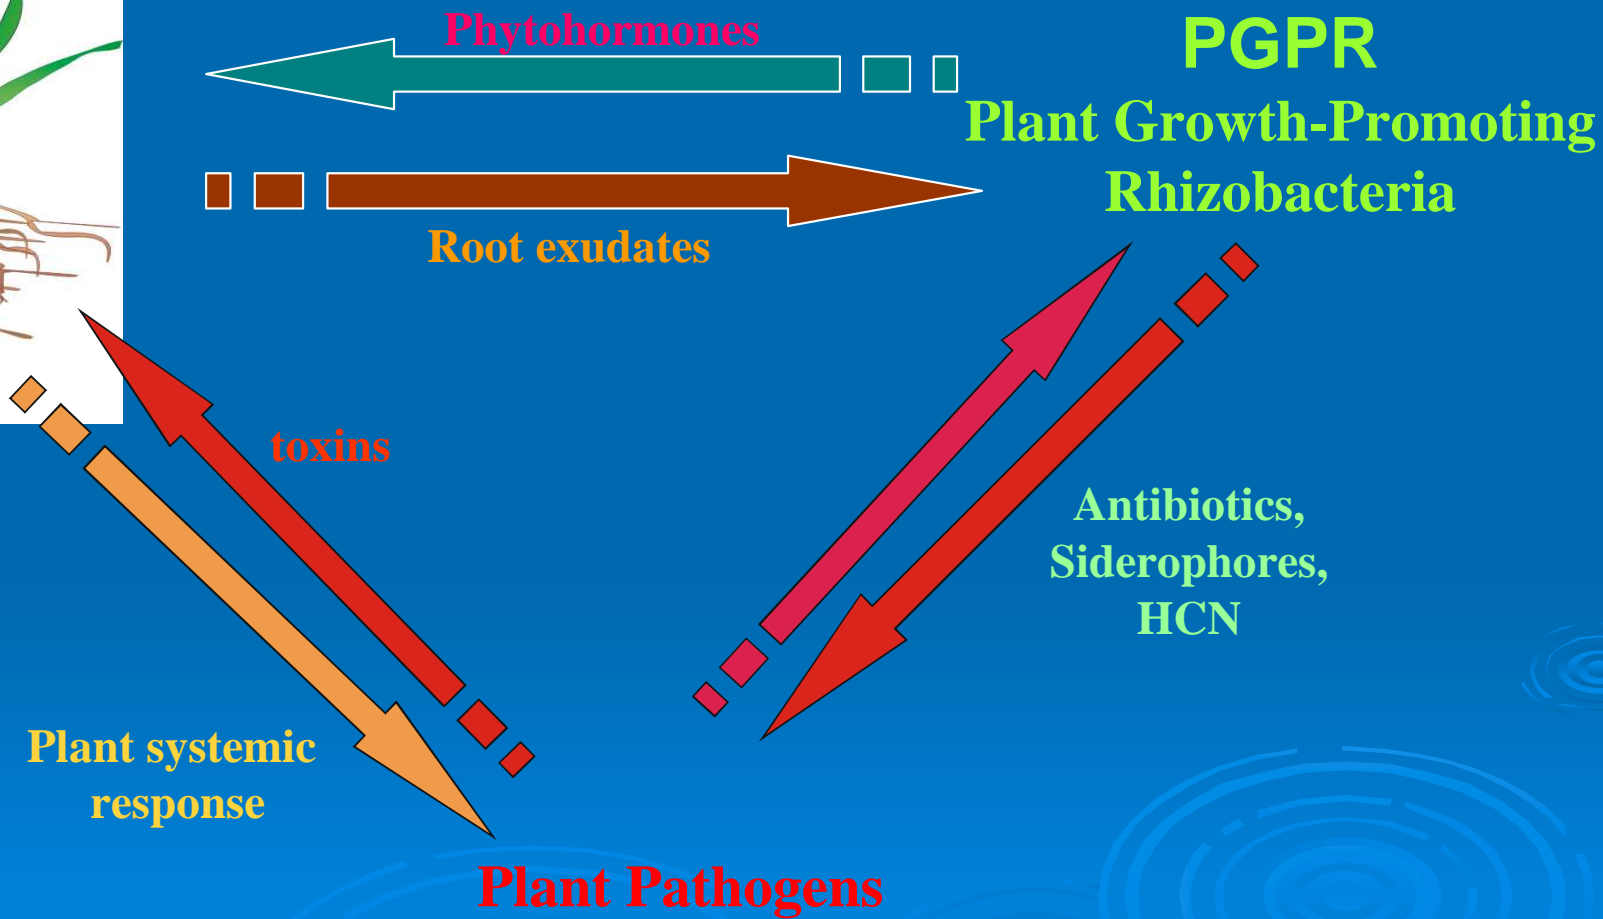 Phytohormones
PGPR
Plant Growth-Promoting
Rhizobacteria
Root exudates
toxins
Antibiotics,
Siderophores,
HCN
Plant systemic
response
Plant Pathogens